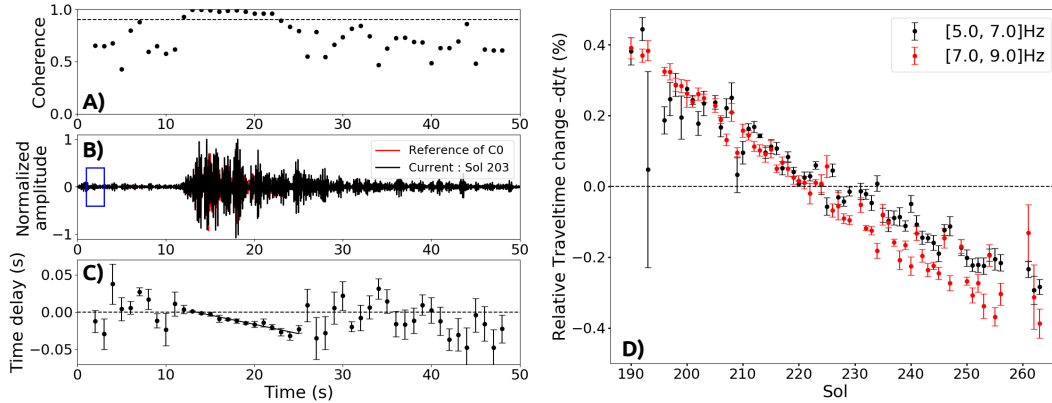 1.0
0.5
0.0
Coherence
A)
0 10 20 30 40 50
1
0
−1
Normalized
amplitude
B)
Reference of C0
Current : Sol 203
0 10 20 30 40 50
0.05
0.00
−0.05
Time delay (s)
C)
0 10 20 30 40 50
Time (s)
0.4
0.2
0.0
−0.2
−0.4
Relative Traveltime change -dt/t (%)
[5.0, 7.0]Hz
[7.0, 9.0]Hz
D)
190 200 210 220 230 240 250 260
Sol